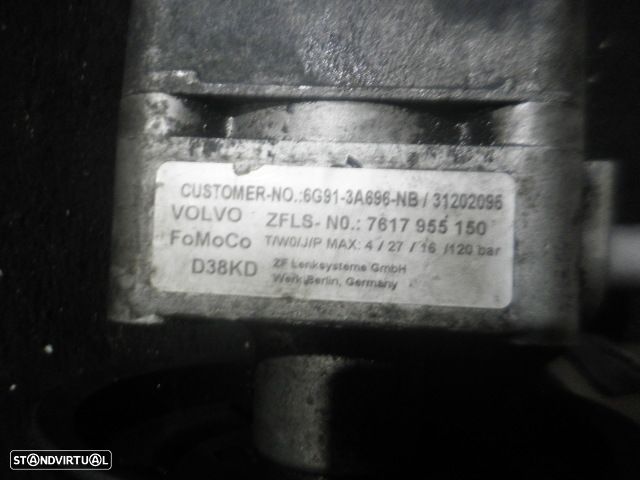 CUSTOMER-NO.:6G91-3A696-NB / 31202095
VOLVO ZFLS- NO.: 7617 955 150
FoMoCo T/W0/J/P MAX: 4 / 27 / 16 /120 bar
D38KD ZF Lenksysteme GmbH
Werk Berlin, Germany
STANDVIRTUAL